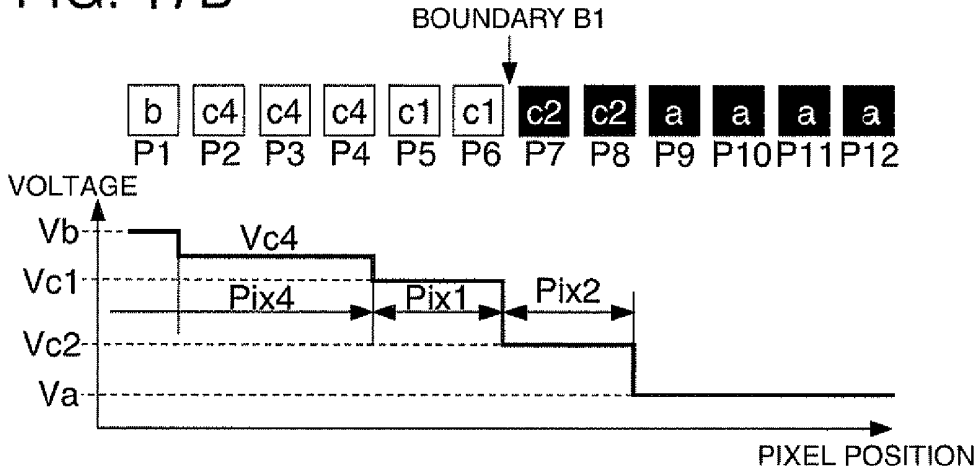 FIG. 17B
BOUNDARY B1
b c4 c4 c4 c1 c1 c2 c2 a a a a
P1 P2 P3 P4 P5 P6 P7 P8 P9 P10 P11 P12
VOLTAGE
Vb
Vc4
Vc1
Pix4 Pix1 Pix2
Vc2
Va
PIXEL POSITION